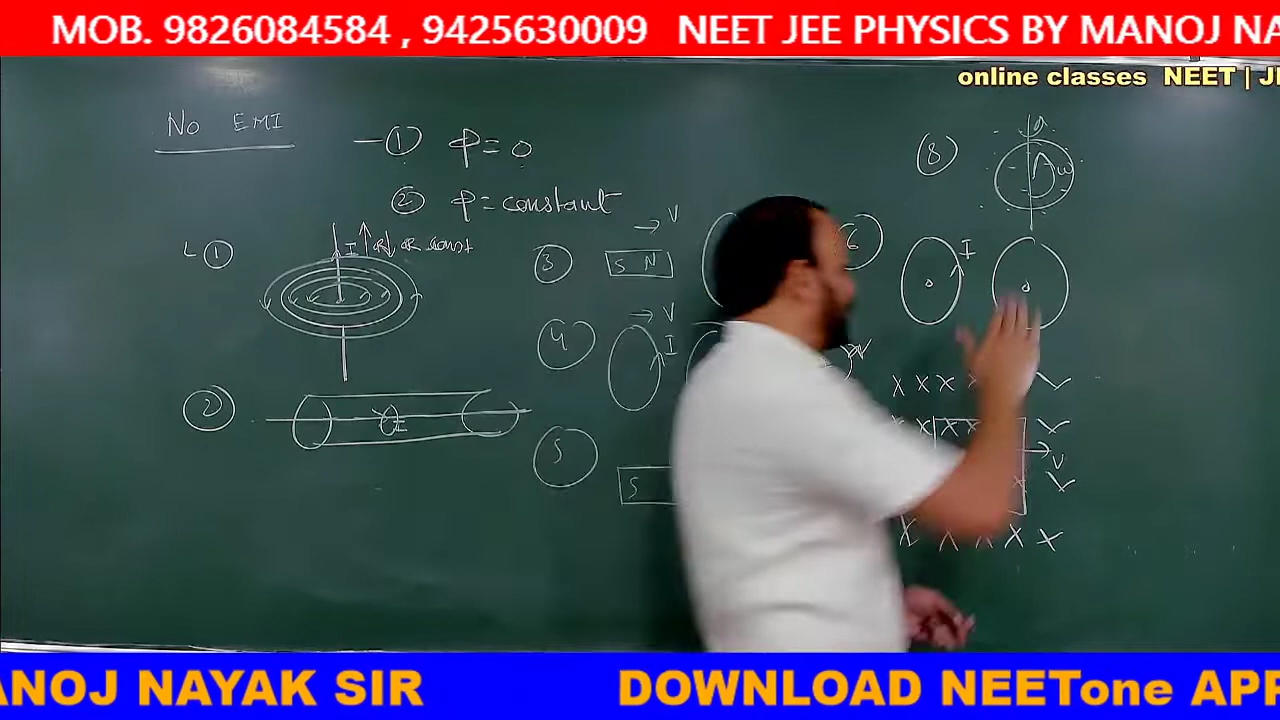 MOB. 9826084584 , 9425630009 NEET JEE PHYSICS BY MANOJ NA
online classes NEET | JE
No EMI
— ① φ = 0
② φ = constant
① I ↑ or ↓ or const
②
I
③ S N → V
④ I → V
⑤ S
6
V
⑧ ω
I
X X X
X X X
→ V
X
X X X X X
ANOJ NAYAK SIR DOWNLOAD NEETone APP